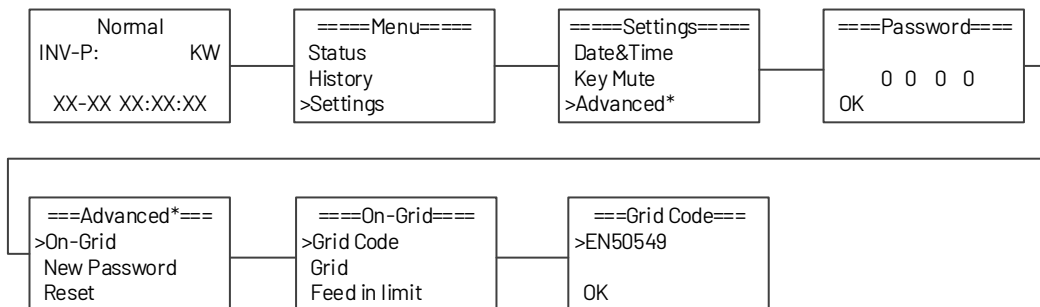 Normal
INV-P: KW
XX-XX XX:XX:XX
=====Menu=====
Status
History
>Settings
=====Settings=====
Date&Time
Key Mute
>Advanced*
====Password====
0 0 0 0
OK
===Advanced*===
>On-Grid
New Password
Reset
====On-Grid====
>Grid Code
Grid
Feed in limit
===Grid Code===
>EN50549
OK